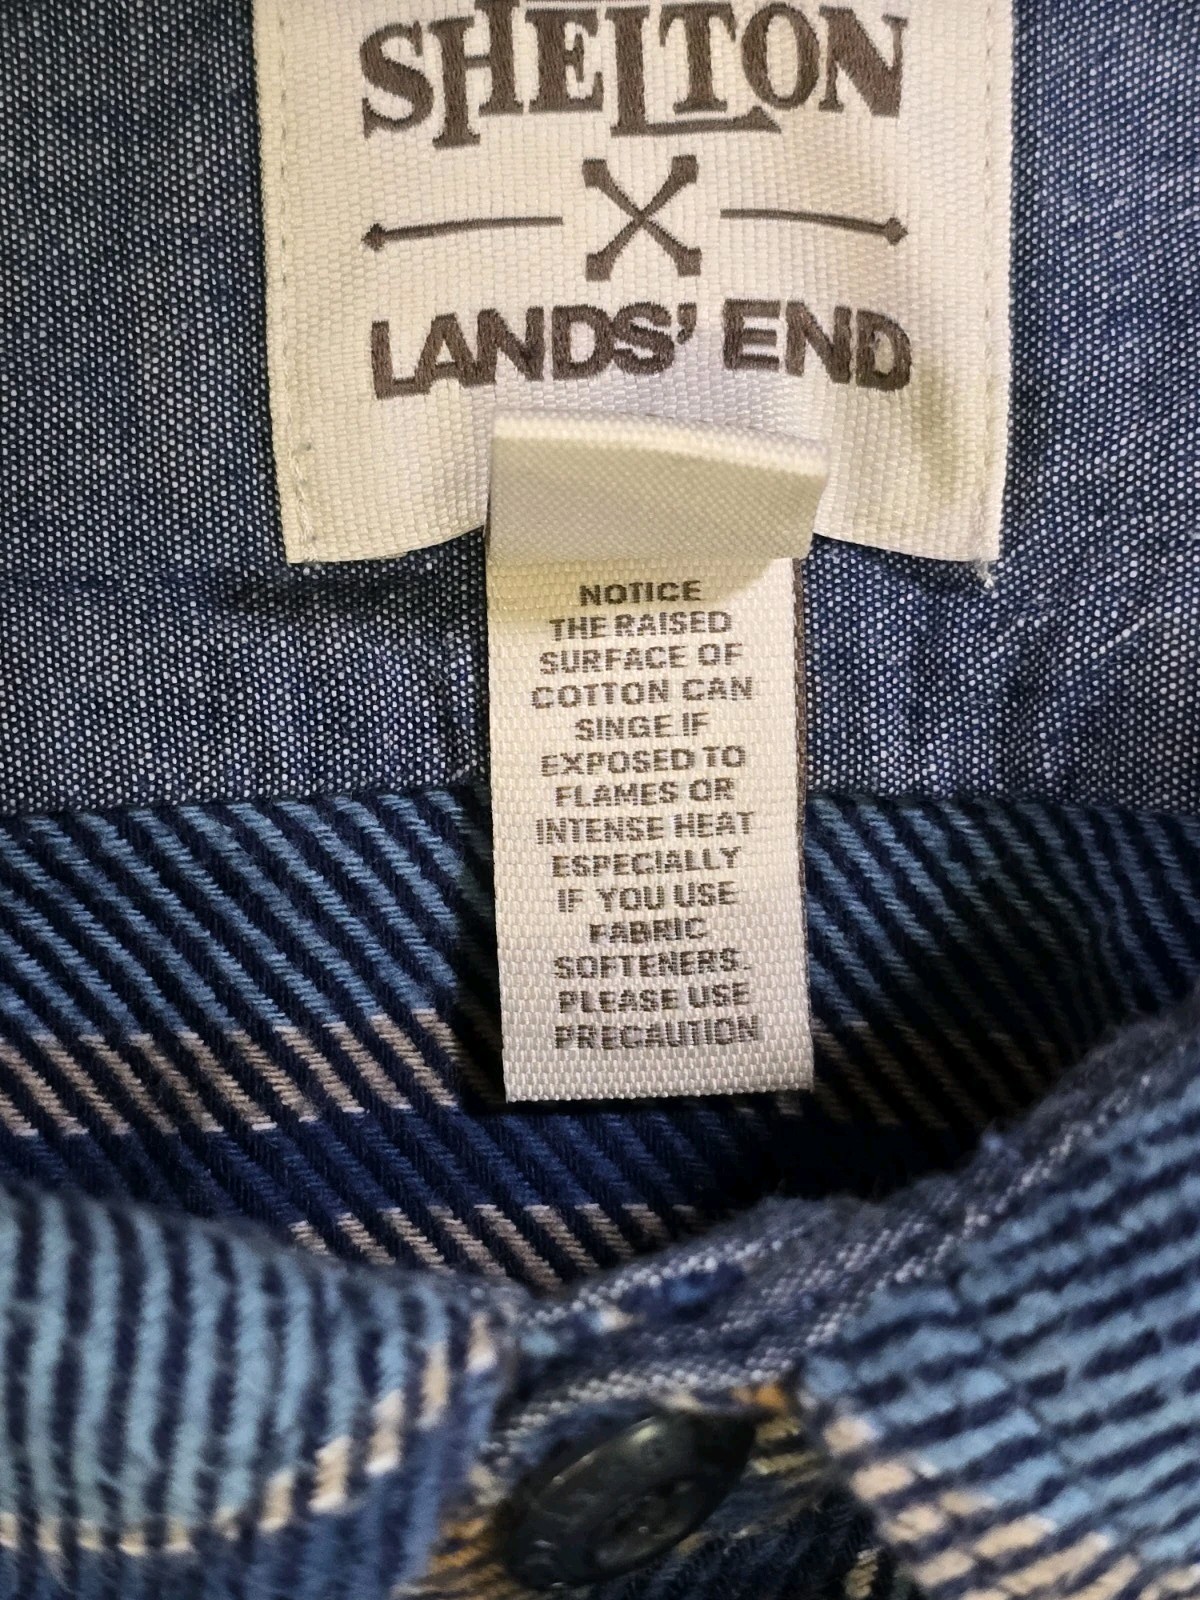 SHELTON
X
LANDS' END
NOTICE
THE RAISED
SURFACE OF
COTTON CAN
SINGE IF
EXPOSED TO
FLAMES OR
INTENSE HEAT
ESPECIALLY
IF YOU USE
FABRIC
SOFTENERS.
PLEASE USE
PRECAUTION